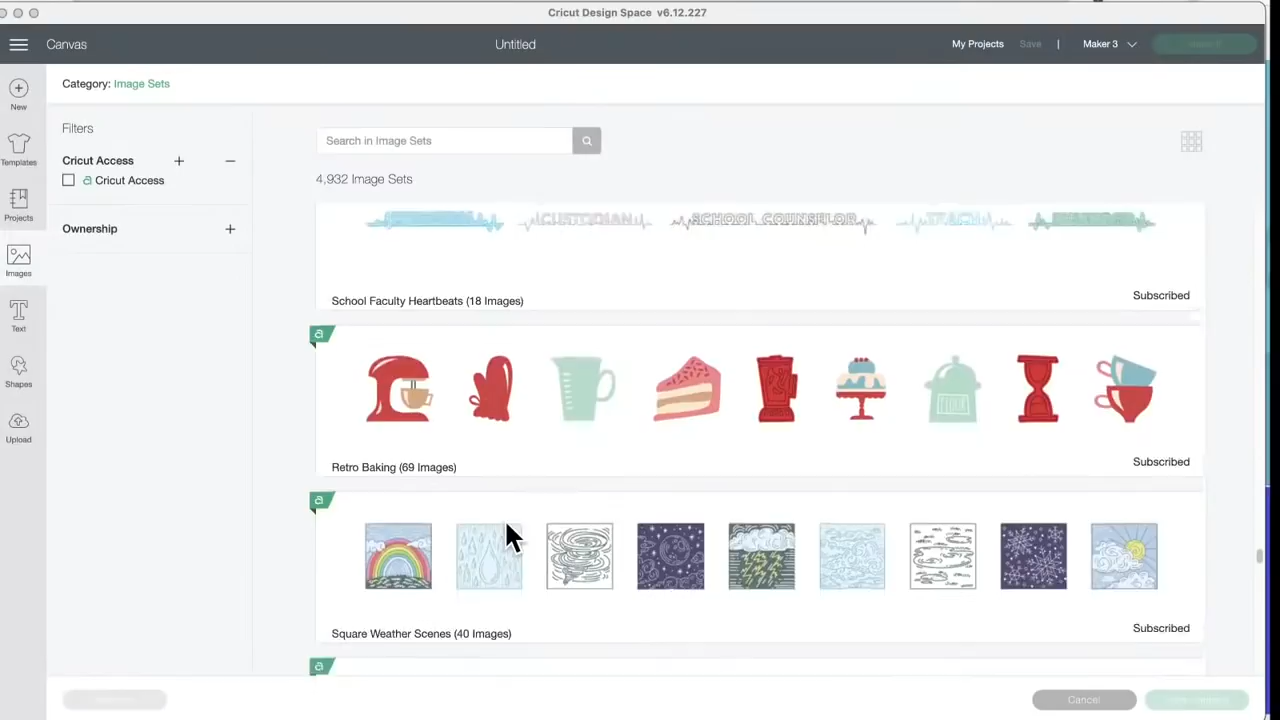 Cricut Design Space v6.12.227
Canvas
Untitled
My Projects
Save
|
Maker 3
New
Templates
Projects
Images
Text
Shapes
Upload
Category: Image Sets
Filters
Cricut Access
Cricut Access
Ownership
Search in Image Sets
4,932 Image Sets
CUSTODIAN
SCHOOL COUNSELOR
TEACH
School Faculty Heartbeats (18 Images)
Subscribed
FLOUR
Retro Baking (69 Images)
Subscribed
Square Weather Scenes (40 Images)
Subscribed
Cancel